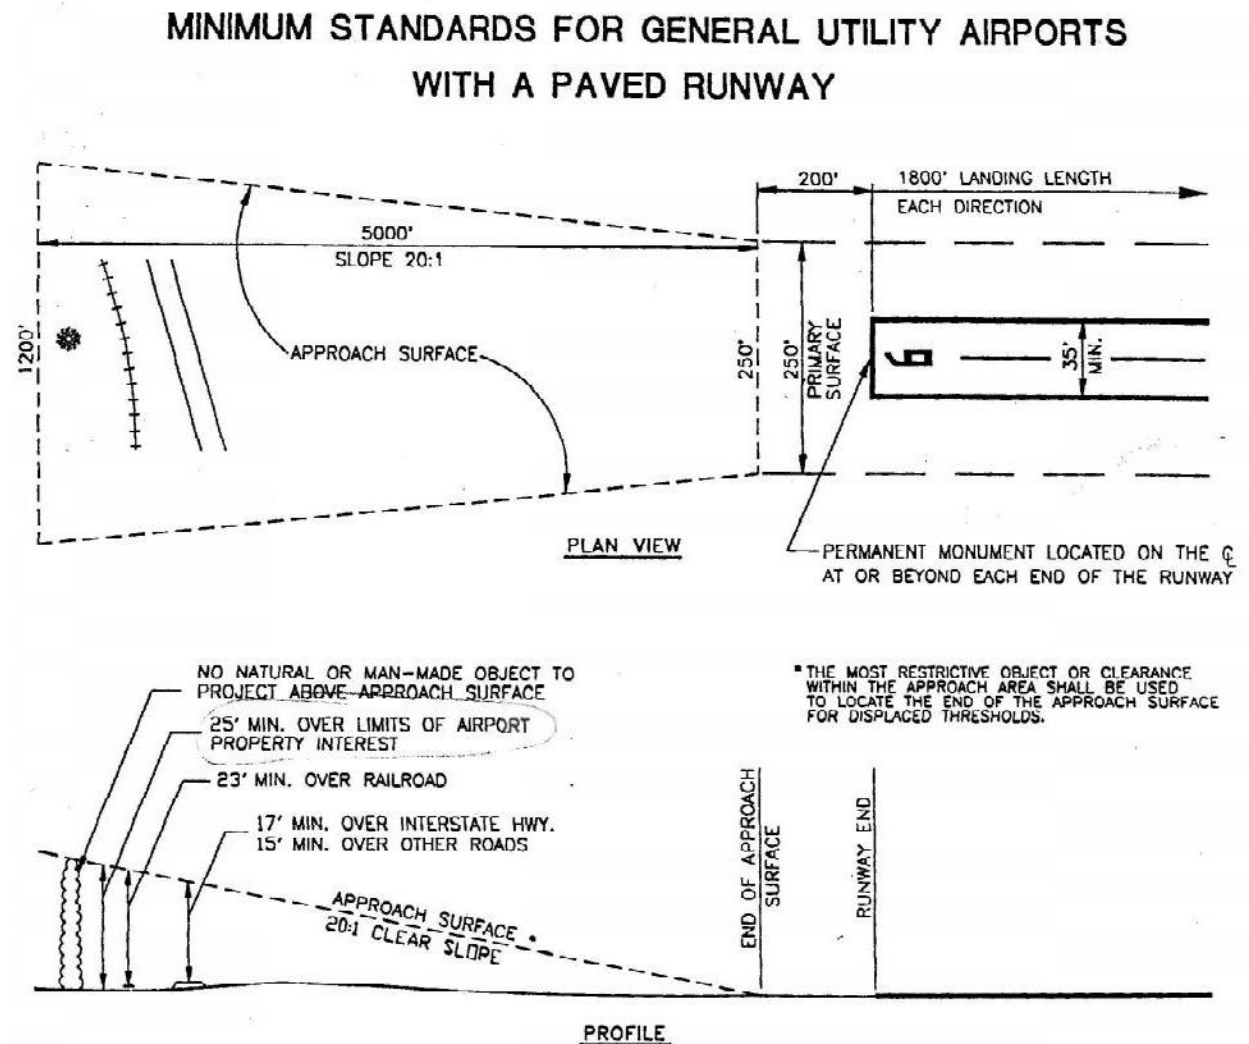 MINIMUM STANDARDS FOR GENERAL UTILITY AIRPORTS
WITH A PAVED RUNWAY
200'
1800' LANDING LENGTH
EACH DIRECTION
5000'
SLOPE 20:1
1200'
APPROACH SURFACE
250'
250'
PRIMARY
SURFACE
35'
MIN.
PLAN VIEW
PERMANENT MONUMENT LOCATED ON THE ℄
AT OR BEYOND EACH END OF THE RUNWAY
NO NATURAL OR MAN-MADE OBJECT TO
PROJECT ABOVE APPROACH SURFACE
25' MIN. OVER LIMITS OF AIRPORT
PROPERTY INTEREST
23' MIN. OVER RAILROAD
17' MIN. OVER INTERSTATE HWY.
15' MIN. OVER OTHER ROADS
* THE MOST RESTRICTIVE OBJECT OR CLEARANCE
WITHIN THE APPROACH AREA SHALL BE USED
TO LOCATE THE END OF THE APPROACH SURFACE
FOR DISPLACED THRESHOLDS.
APPROACH SURFACE *
20:1 CLEAR SLOPE
END OF APPROACH
SURFACE
RUNWAY END
PROFILE